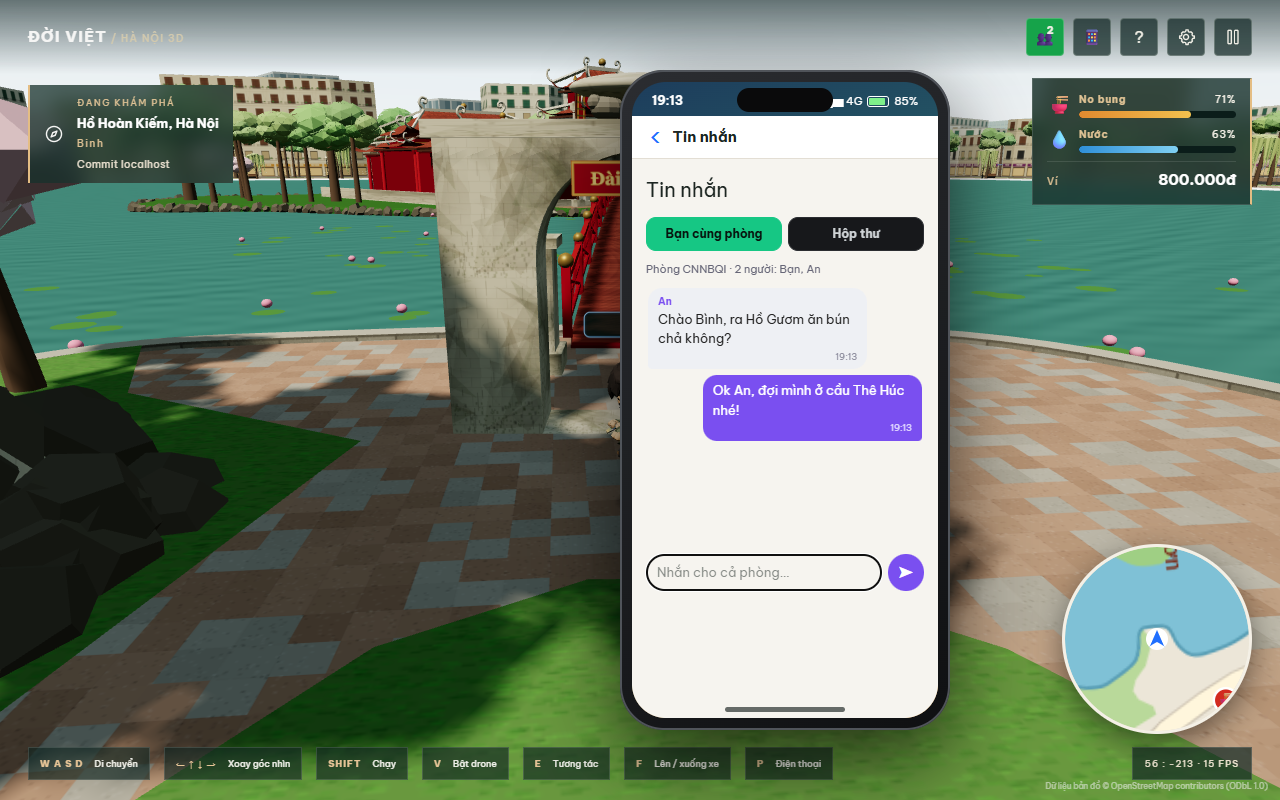 ĐỜI VIỆT / HÀ NỘI 3D
2
?
ĐANG KHÁM PHÁ
Hồ Hoàn Kiếm, Hà Nội
Bình
Commit localhost
No bụng 71%
Nước 63%
Ví 800.000đ
Đài
19:13 4G 85%
Tin nhắn
Tin nhắn
Bạn cùng phòng Hộp thư
Phòng CNNBQI · 2 người: Bạn, An
An
Chào Bình, ra Hồ Gươm ăn bún
chả không?
19:13
Ok An, đợi mình ở cầu Thê Húc
nhé!
19:13
Nhắn cho cả phòng...
W A S D Di chuyển
←↑↓→ Xoay góc nhìn
SHIFT Chạy
V Bật drone
E Tương tác
F Lên / xuống xe
P Điện thoại
56 : -213 · 15 FPS
Dữ liệu bản đồ © OpenStreetMap contributors (ODbL 1.0)